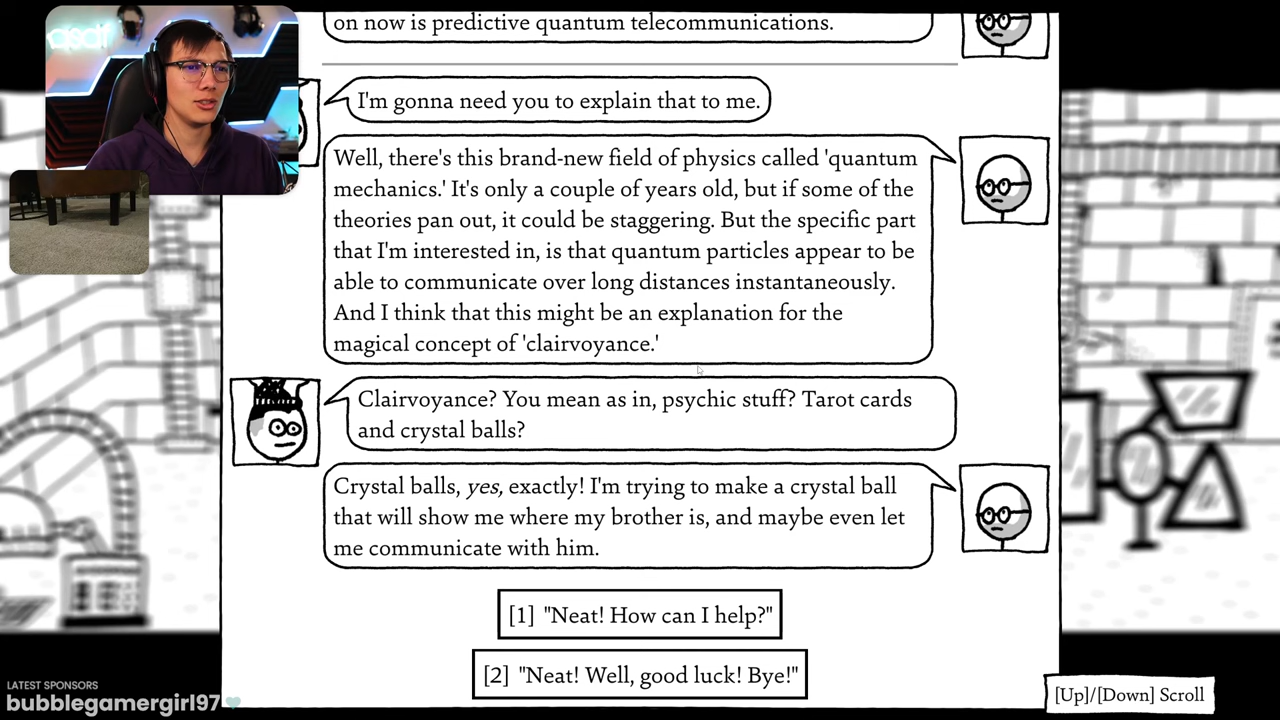 asdf
on now is predictive quantum telecommunications.
I'm gonna need you to explain that to me.
Well, there's this brand-new field of physics called 'quantum
mechanics.' It's only a couple of years old, but if some of the
theories pan out, it could be staggering. But the specific part
that I'm interested in, is that quantum particles appear to be
able to communicate over long distances instantaneously.
And I think that this might be an explanation for the
magical concept of 'clairvoyance.'
Clairvoyance? You mean as in, psychic stuff? Tarot cards
and crystal balls?
Crystal balls, yes, exactly! I'm trying to make a crystal ball
that will show me where my brother is, and maybe even let
me communicate with him.
[1] "Neat! How can I help?"
[2] "Neat! Well, good luck! Bye!"
LATEST SPONSORS
bubblegamergirl97
[Up]/[Down] Scroll